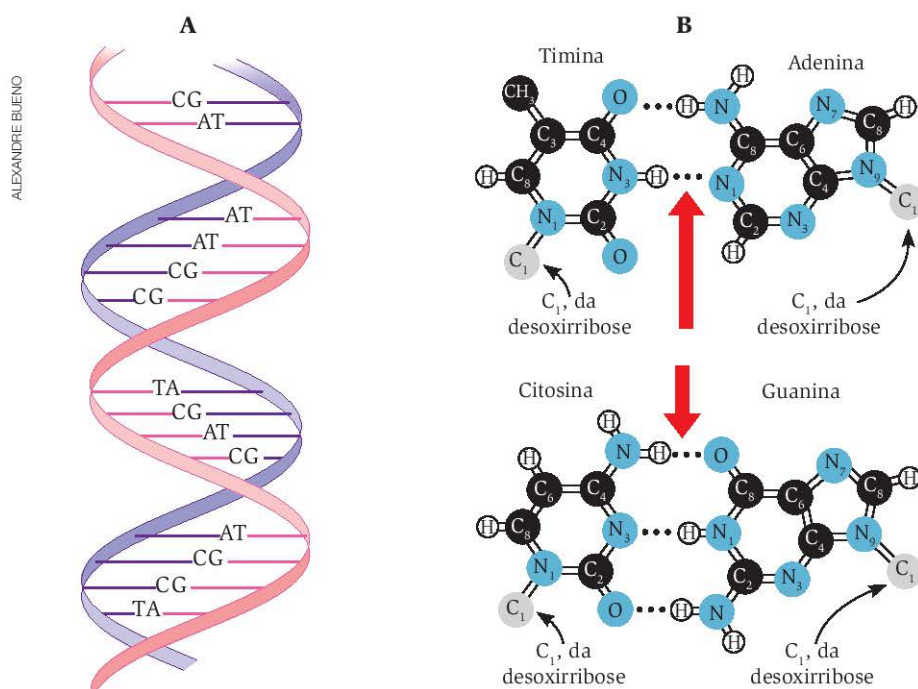 ALEXANDRE BUENO
A
CG
AT
AT
AT
CG
CG
TA
CG
AT
CG
AT
CG
CG
TA
B
Timina
Adenina
H
CH3
O
H
N
N7
C8
H
C3
C4
C8
C6
H
C8
N3
H
N1
C4
N9
N1
C2
C2
N3
C1
C1
O
H
C1, da
desoxirribose
C1, da
desoxirribose
Citosina
Guanina
H
H
N
H
O
N7
C6
C4
C8
C6
C8
H
H
C8
N3
H
N1
C4
N9
N1
C2
C2
N3
C1
C1
O
H
N
H
C1, da
desoxirribose
C1, da
desoxirribose